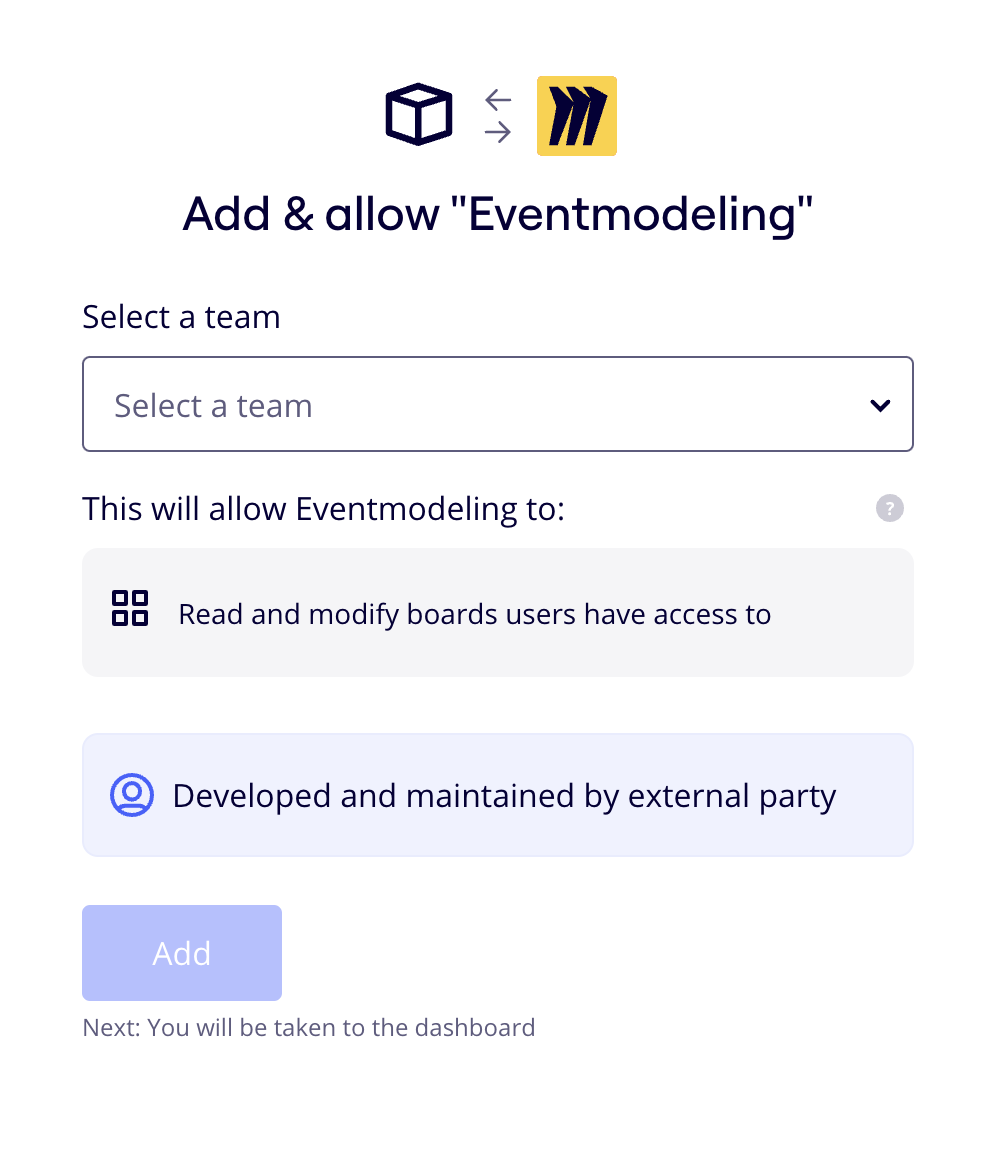 Add & allow "Eventmodeling"
Select a team
Select a team
This will allow Eventmodeling to:
?
Read and modify boards users have access to
Developed and maintained by external party
Add
Next: You will be taken to the dashboard